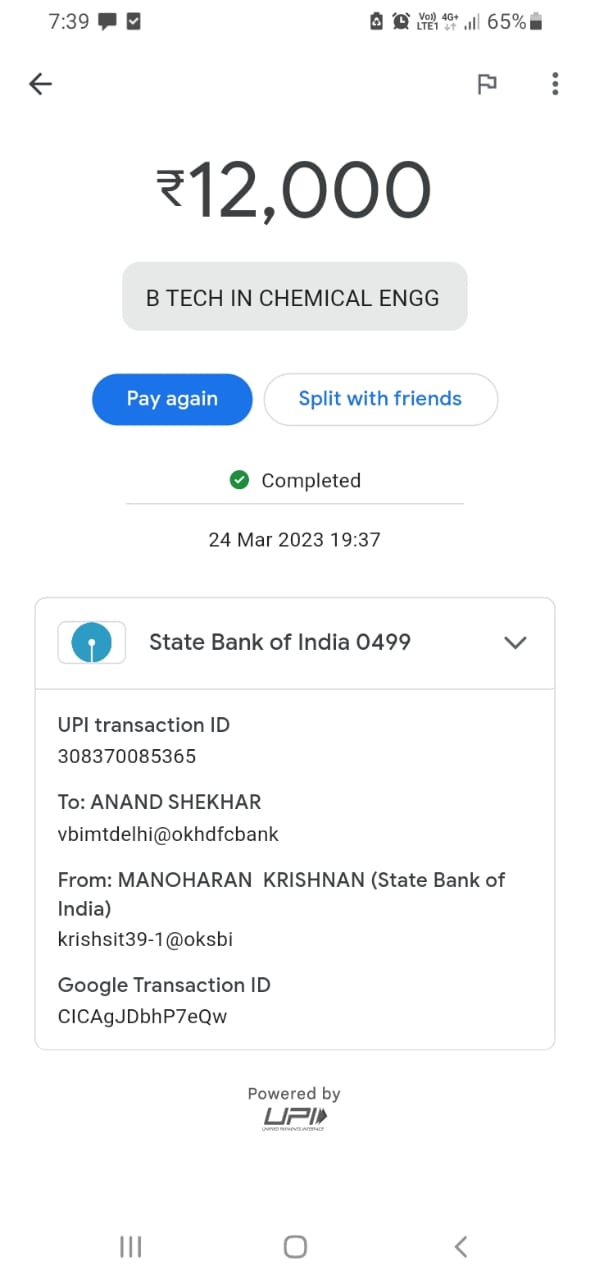 7:39
Vo)) 4G+
LTE1
65%
₹12,000
B TECH IN CHEMICAL ENGG
Pay again
Split with friends
Completed
24 Mar 2023 19:37
State Bank of India 0499
UPI transaction ID
308370085365
To: ANAND SHEKHAR
vbimtdelhi@okhdfcbank
From: MANOHARAN  KRISHNAN (State Bank of
India)
krishsit39-1@oksbi
Google Transaction ID
CICAgJDbhP7eQw
Powered by
UPI
UNIFIED PAYMENTS INTERFACE